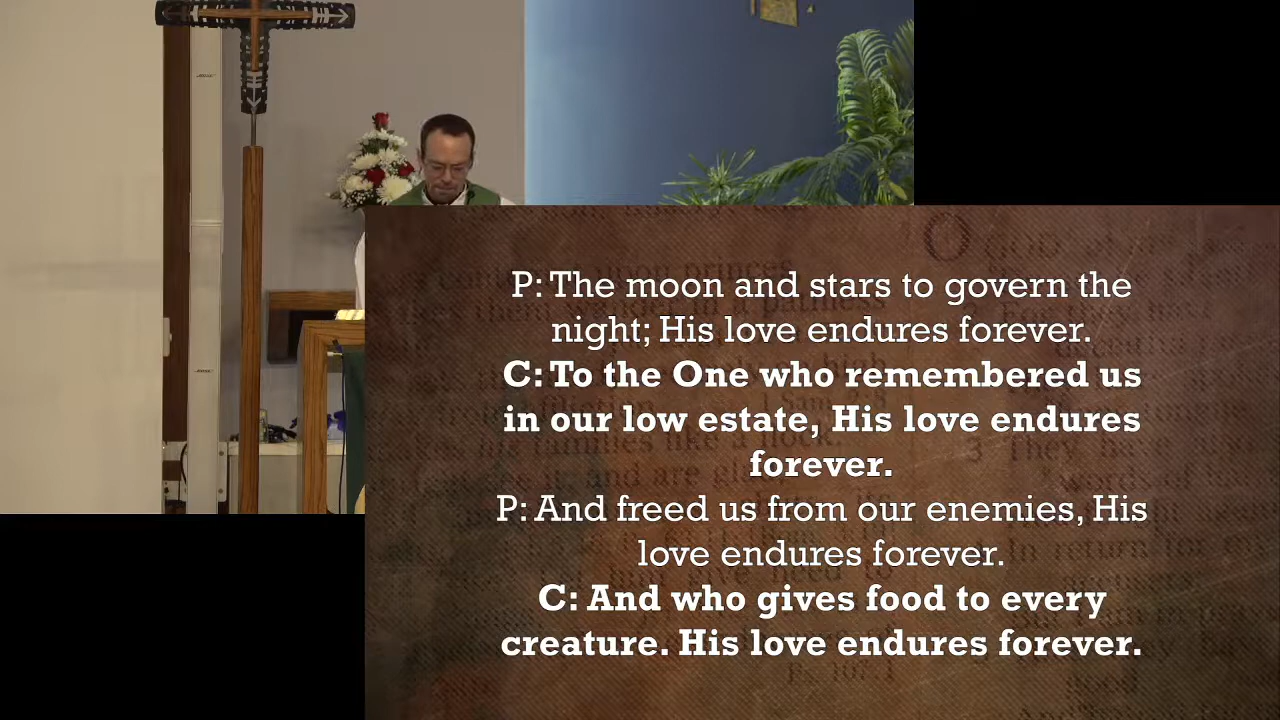 P: The moon and stars to govern the
night; His love endures forever.
C: To the One who remembered us
in our low estate, His love endures
forever.
P: And freed us from our enemies, His
love endures forever.
C: And who gives food to every
creature. His love endures forever.